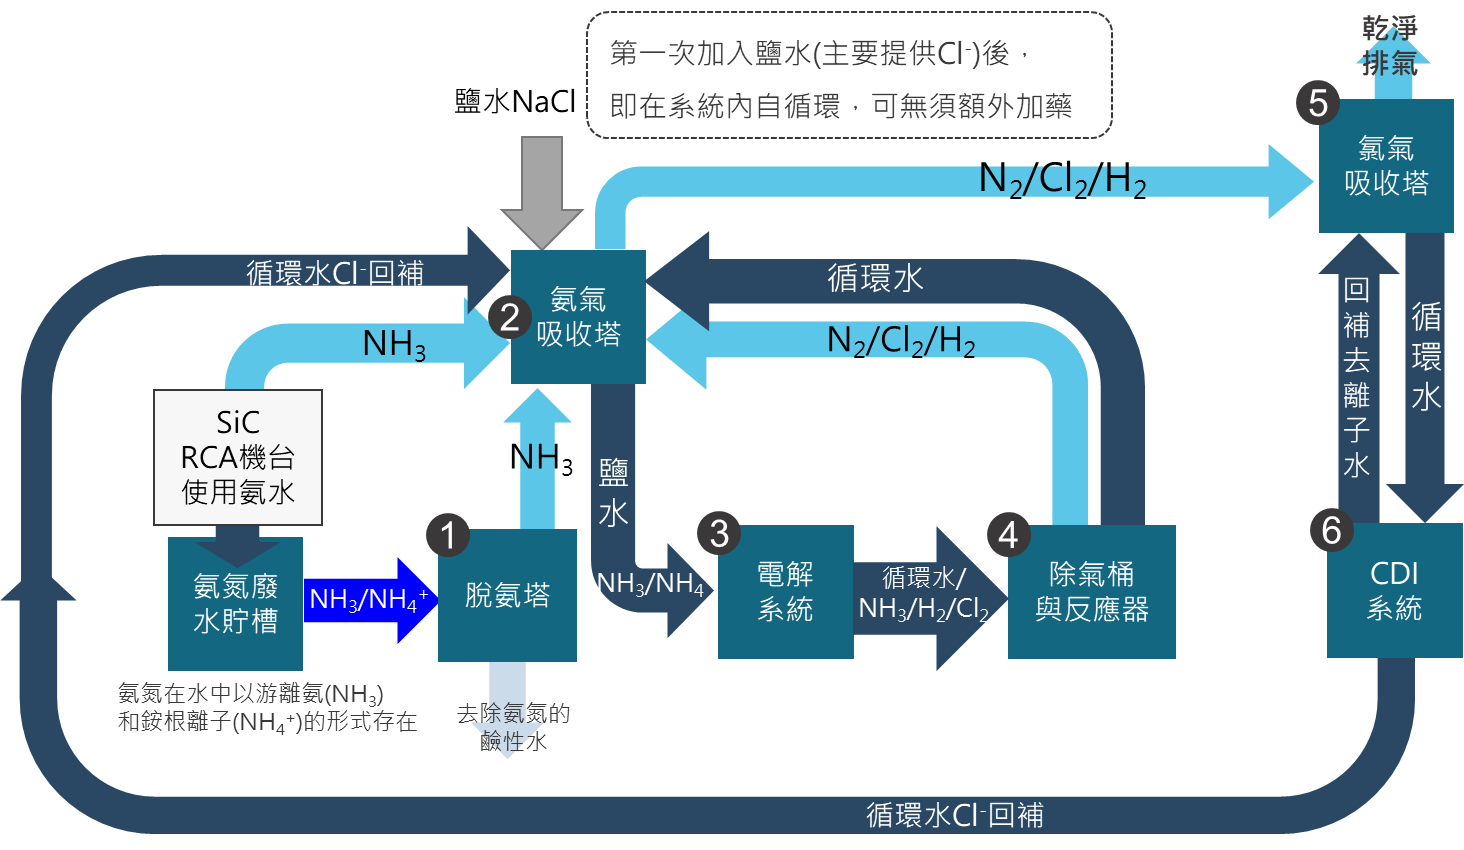 乾淨
排氣
第一次加入鹽水(主要提供Cl⁻)後，
即在系統內自循環，可無須額外加藥
鹽水NaCl
5
氯氣
吸收塔
N₂/Cl₂/H₂
循環水Cl⁻回補
2
氨氣
吸收塔
循環水
N₂/Cl₂/H₂
NH₃
回補去離子水
循環水
SiC
RCA機台
使用氨水
NH₃
鹽水
1
脫氨塔
氨氮廢
水貯槽
NH₃/NH₄⁺
NH₃/NH₄
3
電解
系統
循環水/
NH₃/H₂/Cl₂
4
除氣桶
與反應器
6
CDI
系統
氨氮在水中以游離氨(NH₃)
和銨根離子(NH₄⁺)的形式存在
去除氨氮的
鹼性水
循環水Cl⁻回補